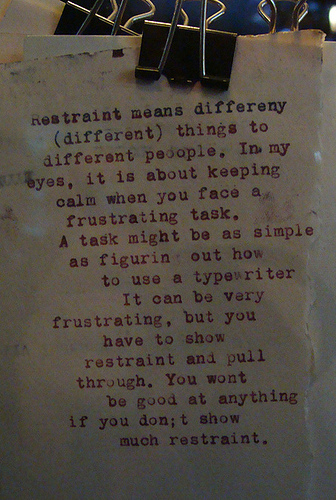 Restraint means differeny
(different) things to
different peoople. In my
eyes, it is about keeping
calm when you face a
frustrating task.
A task might be as simple
as figurin out how
to use a typewriter
It can be very
frustrating, but you
have to show
restraint and pull
through. You wont
be good at anything
if you don;t show
much restraint.